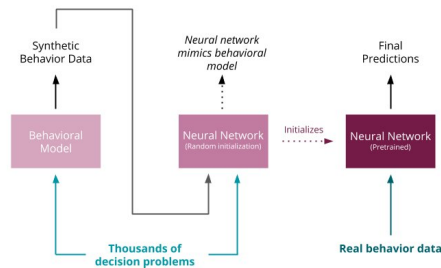 Synthetic
Behavior Data
Neural network
mimics behavioral
model
Final
Predictions
Behavioral
Model
Neural Network
(Random initialization)
Initializes
Neural Network
(Pretrained)
Thousands of
decision problems
Real behavior data